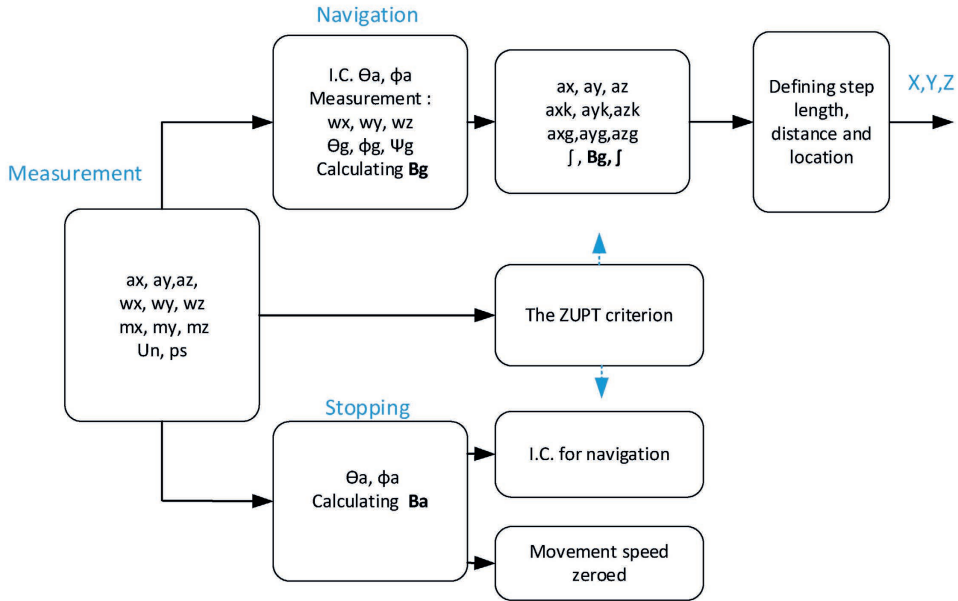 Navigation
I.C. Θa, ϕa
Measurement :
wx, wy, wz
Θg, ϕg, Ψg
Calculating Bg
ax, ay, az
axk, ayk,azk
axg,ayg,azg
∫ , Bg, ∫
Defining step
length,
distance and
location
X,Y,Z
Measurement
ax, ay,az,
wx, wy, wz
mx, my, mz
Un, ps
The ZUPT criterion
Stopping
Θa, ϕa
Calculating Ba
I.C. for navigation
Movement speed
zeroed